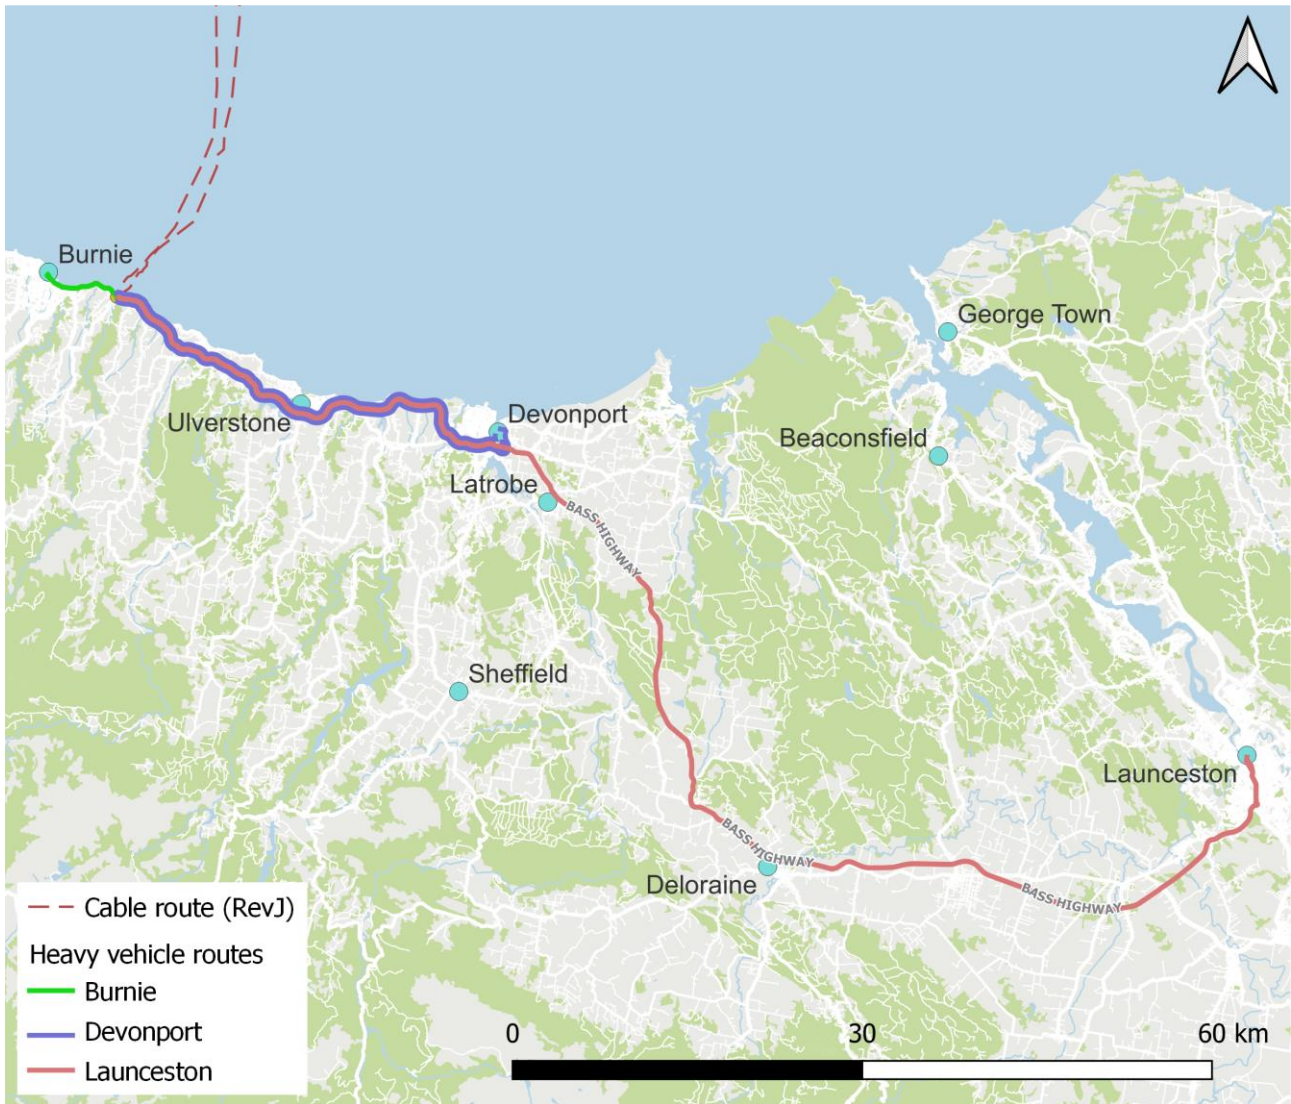 Burnie
George Town
Devonport
Ulverstone
Beaconsfield
Latrobe
BASS HIGHWAY
Sheffield
Launceston
BASS HIGHWAY
Deloraine
BASS HIGHWAY
Cable route (RevJ)
Heavy vehicle routes
Burnie
Devonport
Launceston
0 30 60 km